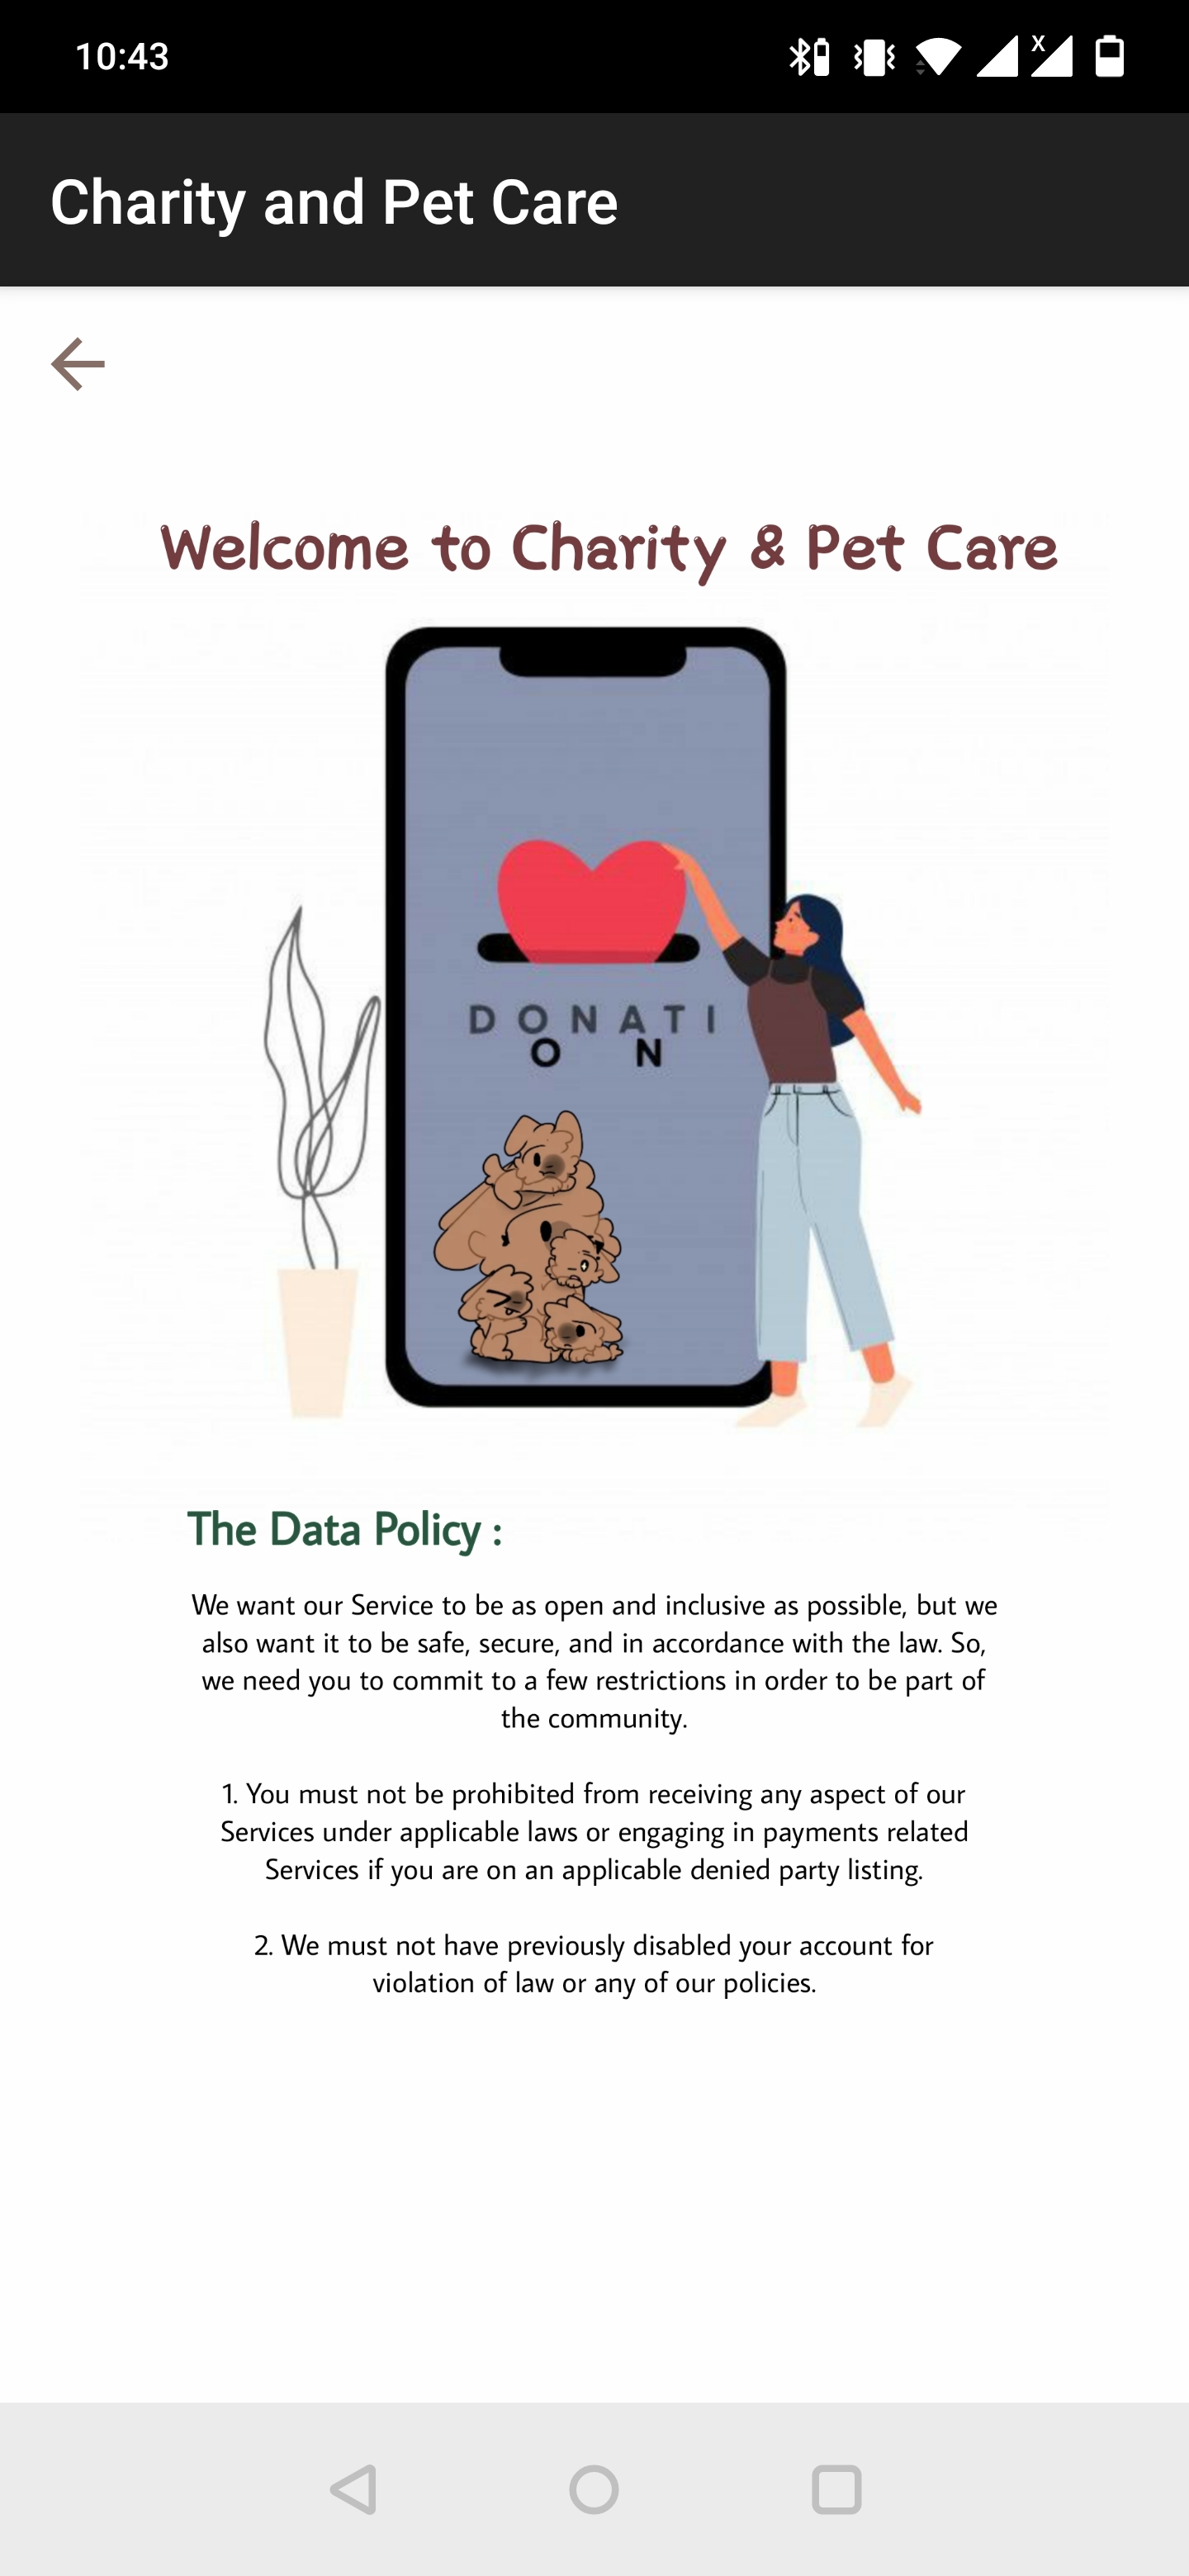 10:43
Charity and Pet Care
Welcome to Charity & Pet Care
DONATI
O N
The Data Policy :
We want our Service to be as open and inclusive as possible, but we
also want it to be safe, secure, and in accordance with the law. So,
we need you to commit to a few restrictions in order to be part of
the community.
1. You must not be prohibited from receiving any aspect of our
Services under applicable laws or engaging in payments related
Services if you are on an applicable denied party listing.
2. We must not have previously disabled your account for
violation of law or any of our policies.